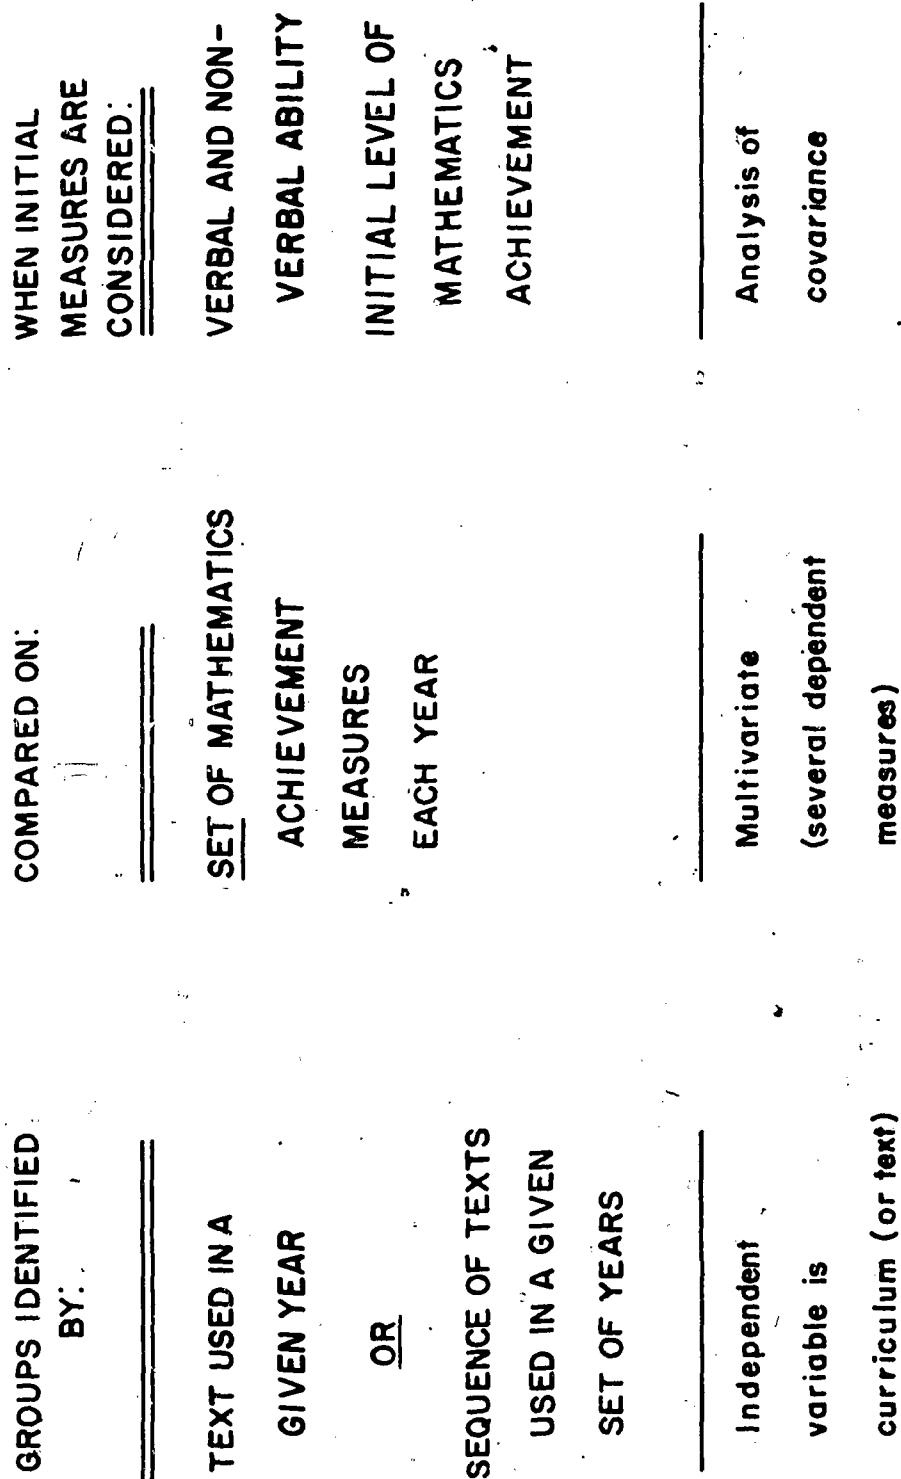 GROUPS IDENTIFIED
BY:
TEXT USED IN A
GIVEN YEAR
OR
SEQUENCE OF TEXTS
USED IN A GIVEN
SET OF YEARS
Independent
variable is
curriculum (or text)
COMPARED ON:
SET OF MATHEMATICS
ACHIEVEMENT
MEASURES
EACH YEAR
Multivariate
(several dependent
measures)
WHEN INITIAL
MEASURES ARE
CONSIDERED:
VERBAL AND NON-
VERBAL ABILITY
INITIAL LEVEL OF
MATHEMATICS
ACHIEVEMENT
Analysis of
covariance